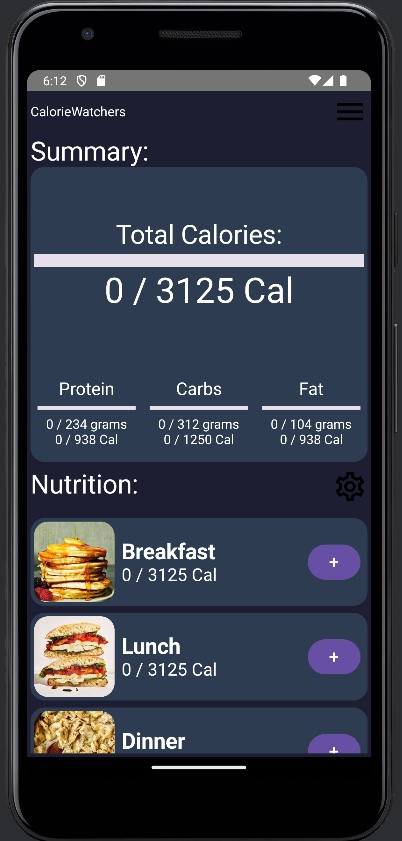 6:12
CalorieWatchers
Summary:
Total Calories:
0 / 3125 Cal
Protein
0 / 234 grams
0 / 938 Cal
Carbs
0 / 312 grams
0 / 1250 Cal
Fat
0 / 104 grams
0 / 938 Cal
Nutrition:
Breakfast
0 / 3125 Cal
+
Lunch
0 / 3125 Cal
+
Dinner
+